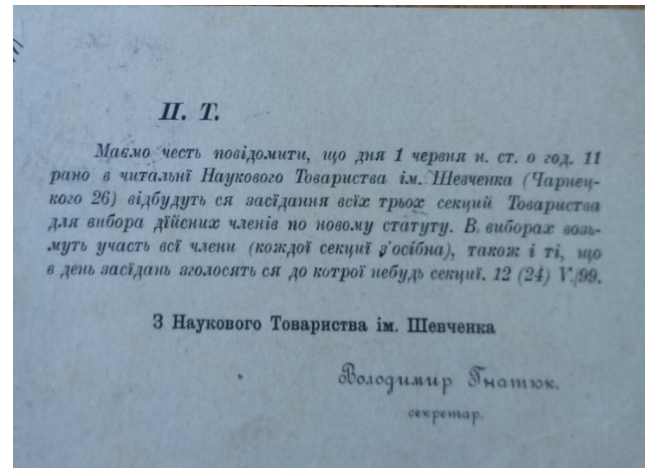 П. Т.
Маємо честь повідомити, що дня 1 червня н. ст. о год. 11
рано в читальнї Наукового Товариства ім. Шевченка (Чарнец-
кого 26) відбудуть ся засїдання всїх трьох секций Товариства
для вибора дїйсних членів по новому статуту. В виборах возь-
муть участь всї члени (кождої секциї з'осібна), також і ті, що
в день засїдань зголосять ся до котрої небудь секциї. 12 (24) V. 99.
З Наукового Товариства ім. Шевченка
Володимир Гнатюк.
секретар.